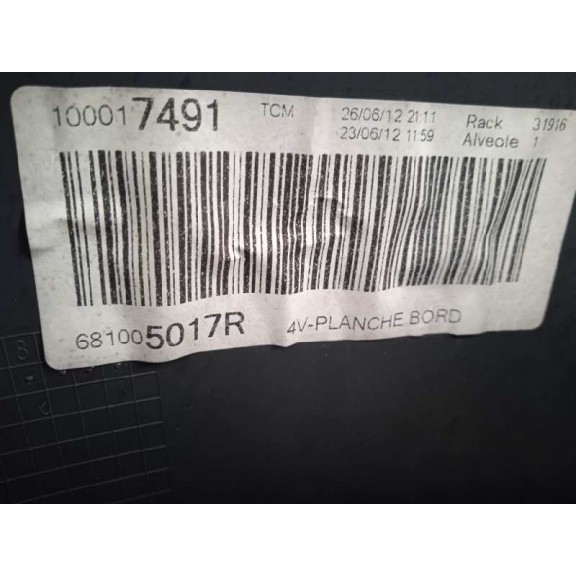 100017491 TCM 26/06/12 21:11 Rack 31916
23/06/12 11:59 Alveole 1
681005017R 4V-PLANCHE BORD